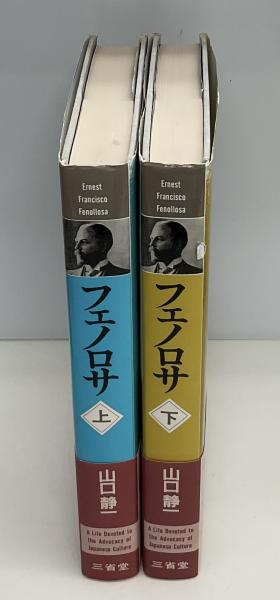 Ernest
Francisco
Fenollosa
フェノロサ
上
山口静一
A Life Devoted to
the Advocacy of
Japanese Culture
三省堂
Ernest
Francisco
Fenollosa
フェノロサ
下
山口静一
A Life Devoted to
the Advocacy of
Japanese Culture
三省堂